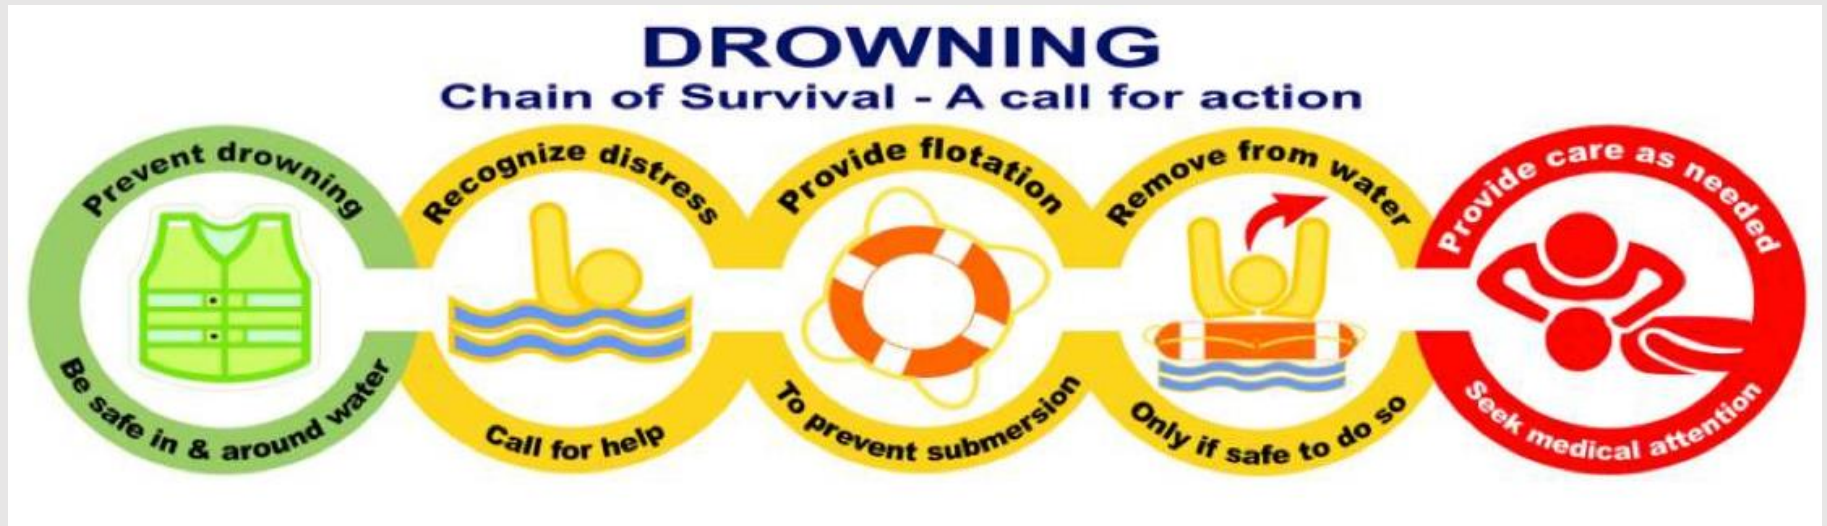 DROWNING
Chain of Survival - A call for action
Prevent drowning
Be safe in & around water
Recognize distress
Call for help
Provide flotation
To prevent submersion
Remove from water
Only if safe to do so
Provide care as needed
Seek medical attention